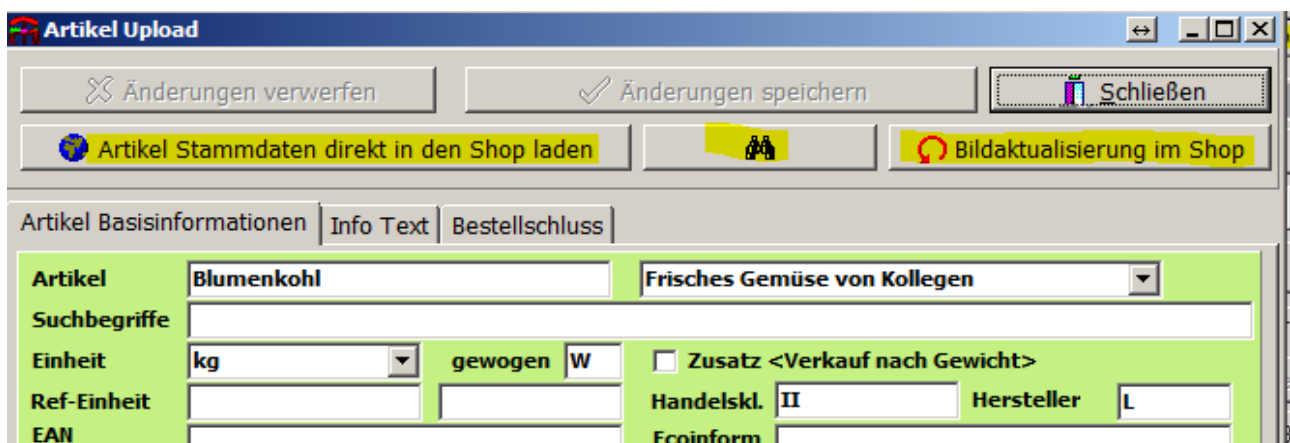 Artikel Upload
Änderungen verwerfen Änderungen speichern Schließen
Artikel Stammdaten direkt in den Shop laden Bildaktualisierung im Shop
Artikel Basisinformationen Info Text Bestellschluss
Artikel Blumenkohl Frisches Gemüse von Kollegen
Suchbegriffe
Einheit kg gewogen W Zusatz <Verkauf nach Gewicht>
Ref-Einheit Handelskl. II Hersteller L
EAN Ecoinform